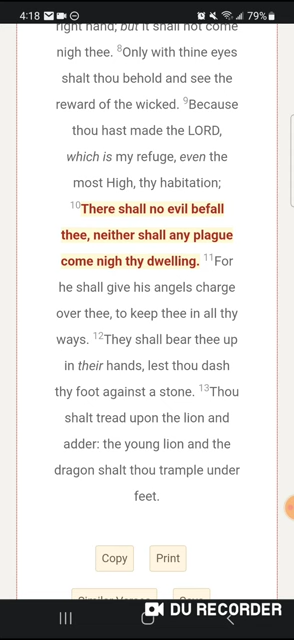 4:18 79%
right hand; but it shall not come
nigh thee. 8Only with thine eyes
shalt thou behold and see the
reward of the wicked. 9Because
thou hast made the LORD,
which is my refuge, even the
most High, thy habitation;
10There shall no evil befall
thee, neither shall any plague
come nigh thy dwelling. 11For
he shall give his angels charge
over thee, to keep thee in all thy
ways. 12They shall bear thee up
in their hands, lest thou dash
thy foot against a stone. 13Thou
shalt tread upon the lion and
adder: the young lion and the
dragon shalt thou trample under
feet.
Copy Print
Similar Verses Save
DU RECORDER